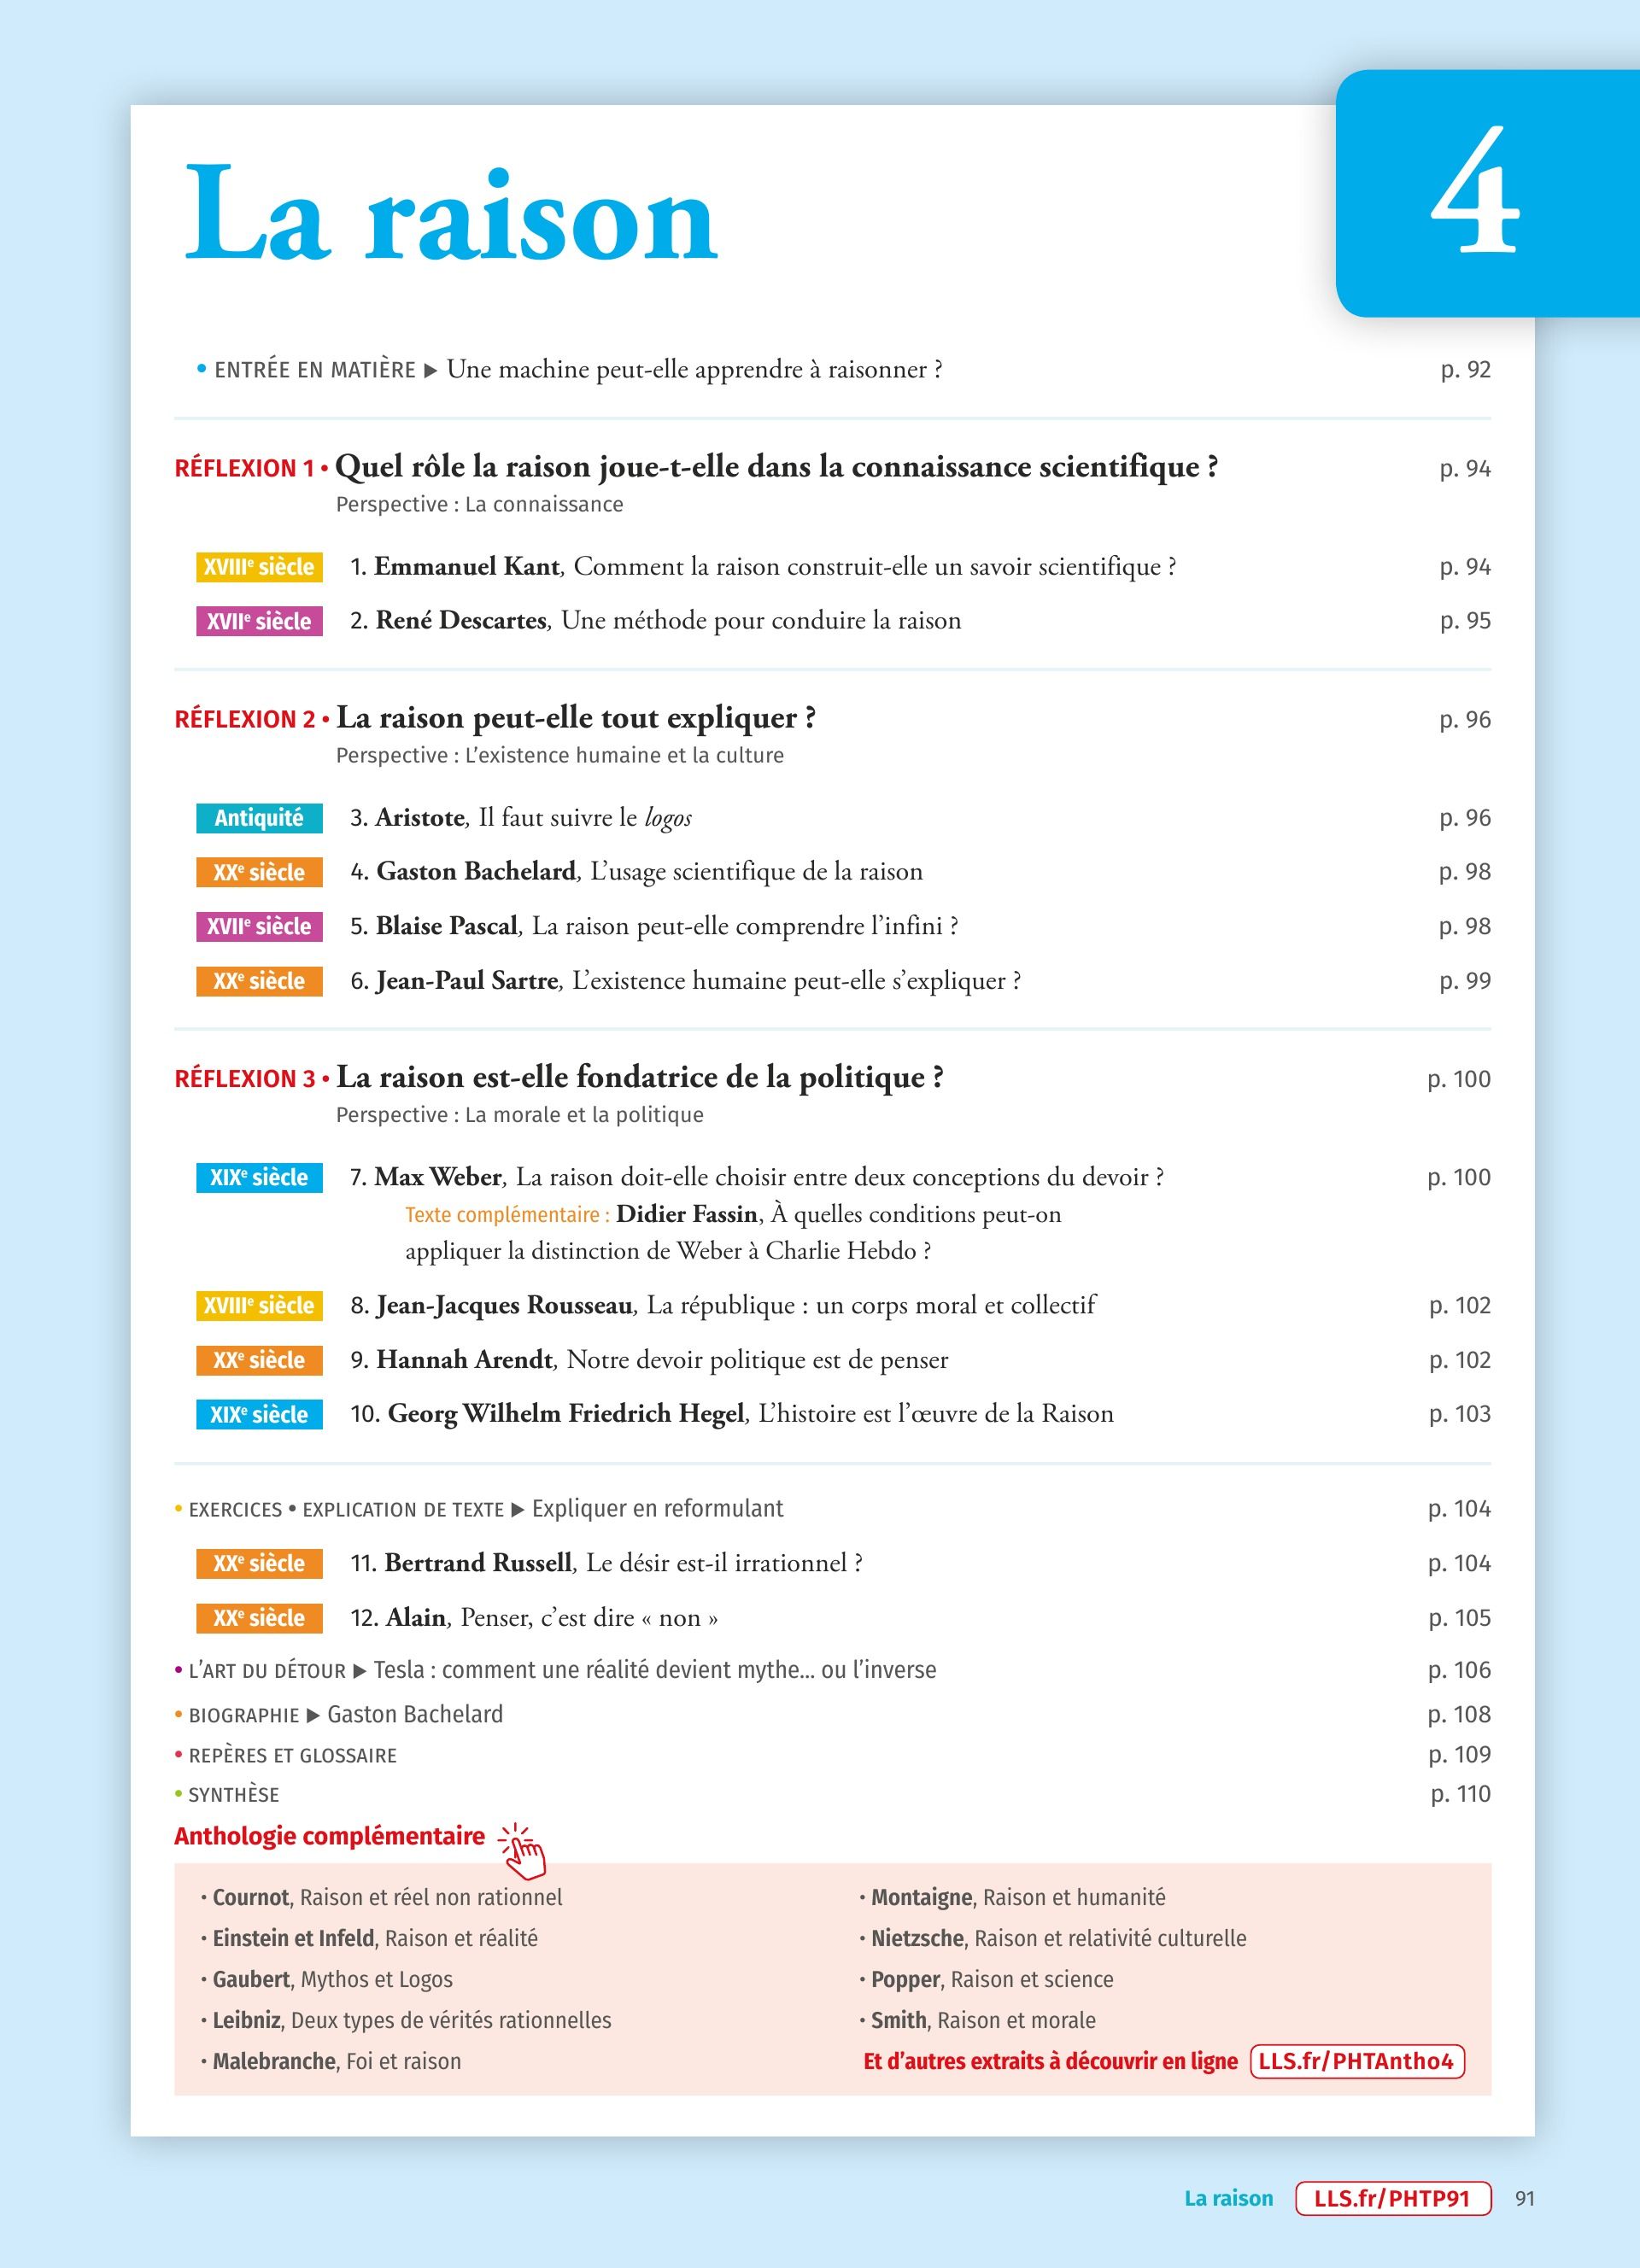 La raison
4
• ENTRÉE EN MATIÈRE ▶ Une machine peut-elle apprendre à raisonner ? p. 92
RÉFLEXION 1 • Quel rôle la raison joue-t-elle dans la connaissance scientifique ? p. 94
Perspective : La connaissance
XVIIIe siècle 1. Emmanuel Kant, Comment la raison construit-elle un savoir scientifique ? p. 94
XVIIe siècle 2. René Descartes, Une méthode pour conduire la raison p. 95
RÉFLEXION 2 • La raison peut-elle tout expliquer ? p. 96
Perspective : L’existence humaine et la culture
Antiquité 3. Aristote, Il faut suivre le logos p. 96
XXe siècle 4. Gaston Bachelard, L’usage scientifique de la raison p. 98
XVIIe siècle 5. Blaise Pascal, La raison peut-elle comprendre l’infini ? p. 98
XXe siècle 6. Jean-Paul Sartre, L’existence humaine peut-elle s’expliquer ? p. 99
RÉFLEXION 3 • La raison est-elle fondatrice de la politique ? p. 100
Perspective : La morale et la politique
XIXe siècle 7. Max Weber, La raison doit-elle choisir entre deux conceptions du devoir ? p. 100
Texte complémentaire : Didier Fassin, À quelles conditions peut-on
appliquer la distinction de Weber à Charlie Hebdo ?
XVIIIe siècle 8. Jean-Jacques Rousseau, La république : un corps moral et collectif p. 102
XXe siècle 9. Hannah Arendt, Notre devoir politique est de penser p. 102
XIXe siècle 10. Georg Wilhelm Friedrich Hegel, L’histoire est l’œuvre de la Raison p. 103
• EXERCICES • EXPLICATION DE TEXTE ▶ Expliquer en reformulant p. 104
XXe siècle 11. Bertrand Russell, Le désir est-il irrationnel ? p. 104
XXe siècle 12. Alain, Penser, c’est dire « non » p. 105
• L’ART DU DÉTOUR ▶ Tesla : comment une réalité devient mythe... ou l’inverse p. 106
• BIOGRAPHIE ▶ Gaston Bachelard p. 108
• REPÈRES ET GLOSSAIRE p. 109
• SYNTHÈSE p. 110
Anthologie complémentaire
• Cournot, Raison et réel non rationnel
• Einstein et Infeld, Raison et réalité
• Gaubert, Mythos et Logos
• Leibniz, Deux types de vérités rationnelles
• Malebranche, Foi et raison
• Montaigne, Raison et humanité
• Nietzsche, Raison et relativité culturelle
• Popper, Raison et science
• Smith, Raison et morale
Et d’autres extraits à découvrir en ligne LLS.fr/PHTAntho4
La raison LLS.fr/PHTP91 91